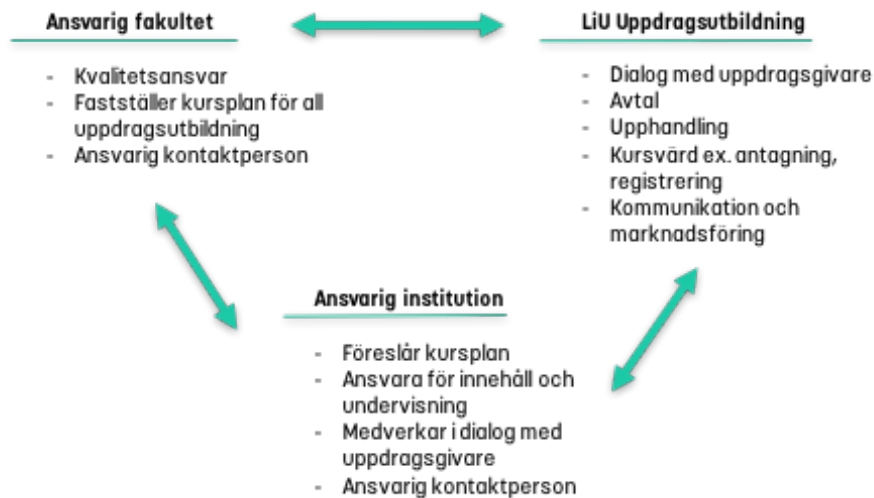 Ansvarig fakultet
- Kvalitetsansvar
- Fastställer kursplan för all
uppdragsutbildning
- Ansvarig kontaktperson
LiU Uppdragsutbildning
- Dialog med uppdragsgivare
- Avtal
- Upphandling
- Kursvärd ex. antagning,
registrering
- Kommunikation och
marknadsföring
Ansvarig institution
- Föreslår kursplan
- Ansvara för innehåll och
undervisning
- Medverkar i dialog med
uppdragsgivare
- Ansvarig kontaktperson